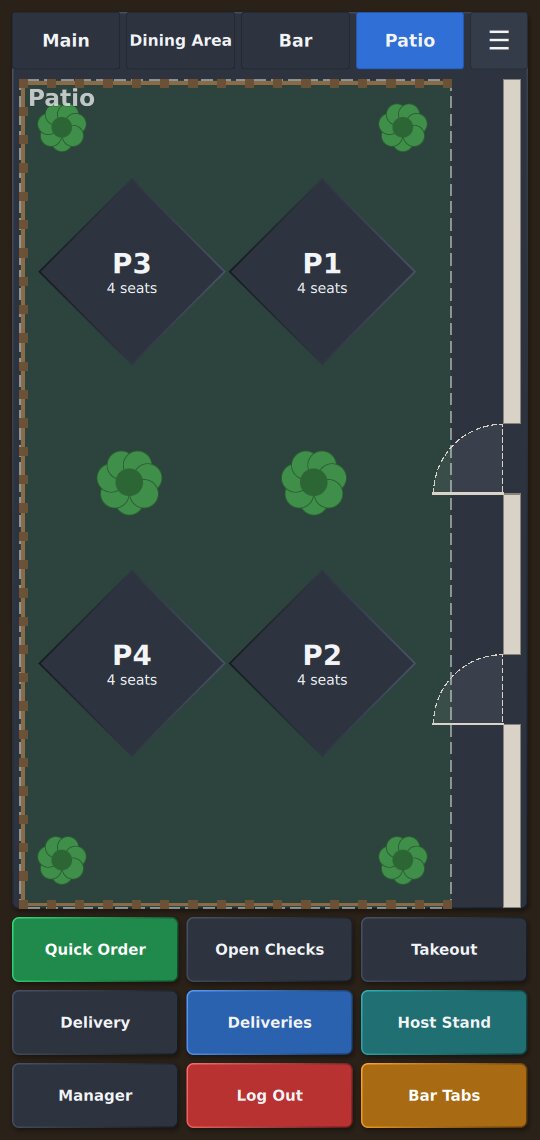 Main
Dining Area
Bar
Patio
Patio
P3
4 seats
P1
4 seats
P4
4 seats
P2
4 seats
Quick Order
Open Checks
Takeout
Delivery
Deliveries
Host Stand
Manager
Log Out
Bar Tabs